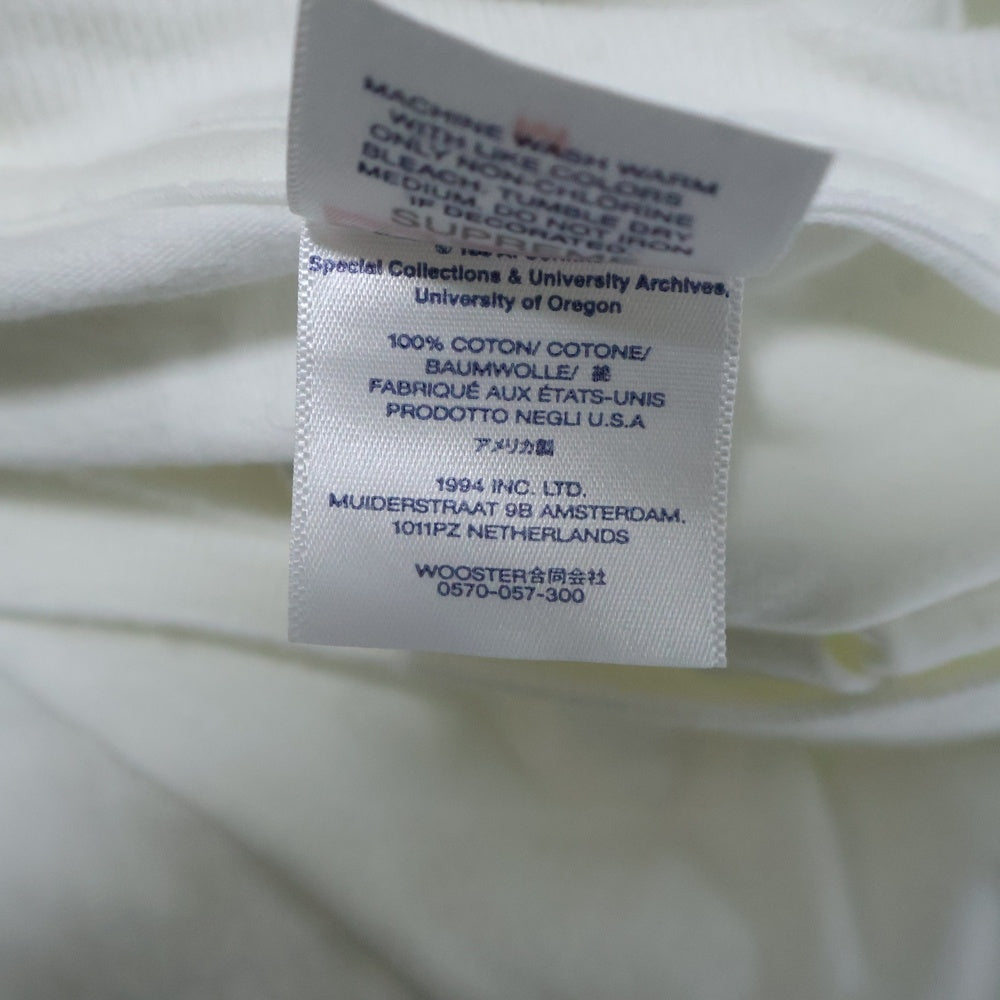 MACHINE WASH WARM
WITH LIKE COLORS
ONLY NON-CHLORINE
BLEACH. TUMBLE DRY
MEDIUM. DO NOT IRON
IF DECORATED.
Special Collections & University Archives,
University of Oregon
100% COTON/ COTONE/
BAUMWOLLE/ 綿
FABRIQUÉ AUX ÉTATS-UNIS
PRODOTTO NEGLI U.S.A
アメリカ製
1994 INC. LTD.
MUIDERSTRAAT 9B AMSTERDAM.
1011PZ NETHERLANDS
WOOSTER合同会社
0570-057-300